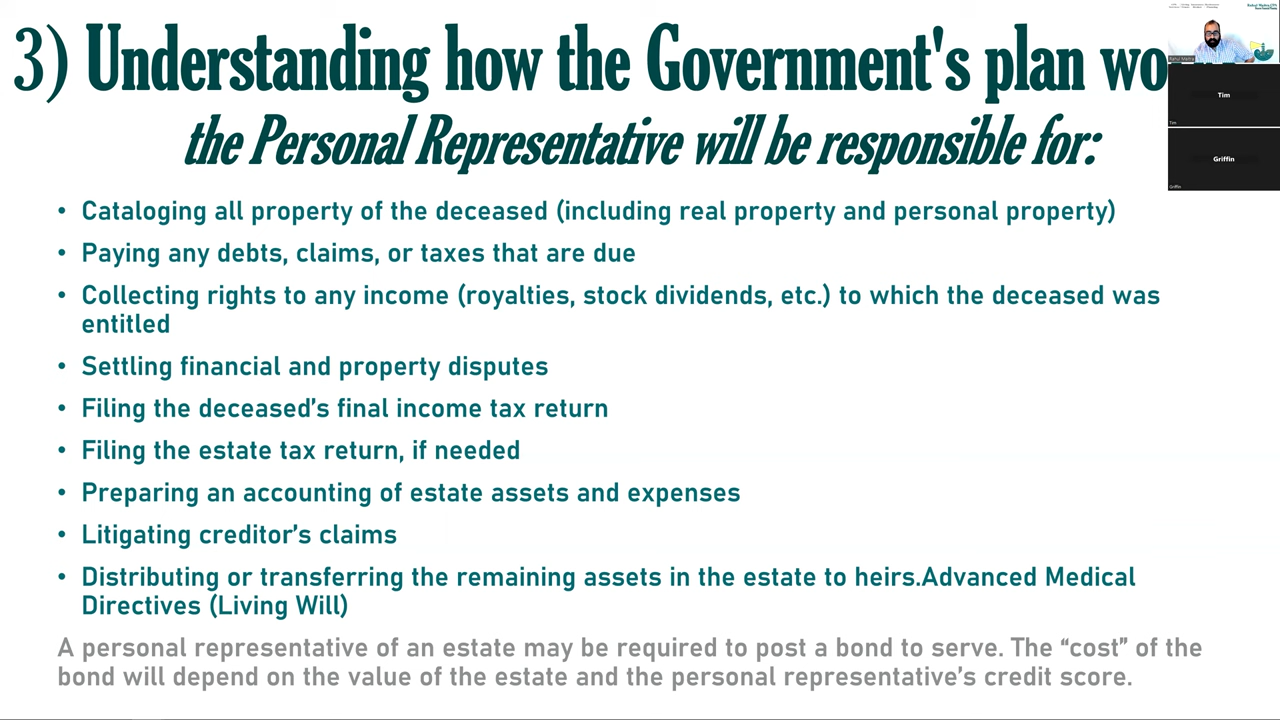 3) Understanding how the Government's plan wo
the Personal Representative will be responsible for:
• Cataloging all property of the deceased (including real property and personal property)
• Paying any debts, claims, or taxes that are due
• Collecting rights to any income (royalties, stock dividends, etc.) to which the deceased was
entitled
• Settling financial and property disputes
• Filing the deceased’s final income tax return
• Filing the estate tax return, if needed
• Preparing an accounting of estate assets and expenses
• Litigating creditor’s claims
• Distributing or transferring the remaining assets in the estate to heirs.Advanced Medical
Directives (Living Will)
A personal representative of an estate may be required to post a bond to serve. The “cost” of the
bond will depend on the value of the estate and the personal representative’s credit score.
Tim
Tim
Griffin
Griffin